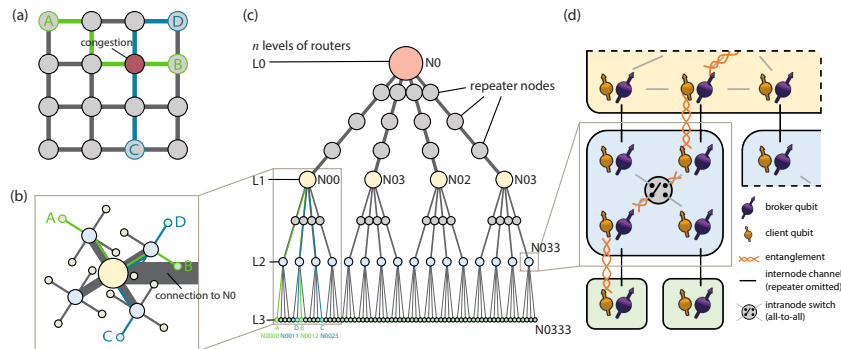 (a)
A
D
congestion
B
C
(b)
A
D
B
connection to N0
C
(c)
n levels of routers
L0
N0
repeater nodes
L1
N00
N03
N02
N03
L2
N033
L3
A
D B
C
N0000 N0011 N0012 N0023
N0333
(d)
broker qubit
client qubit
entanglement
internode channel
(repeater omitted)
intranode switch
(all-to-all)